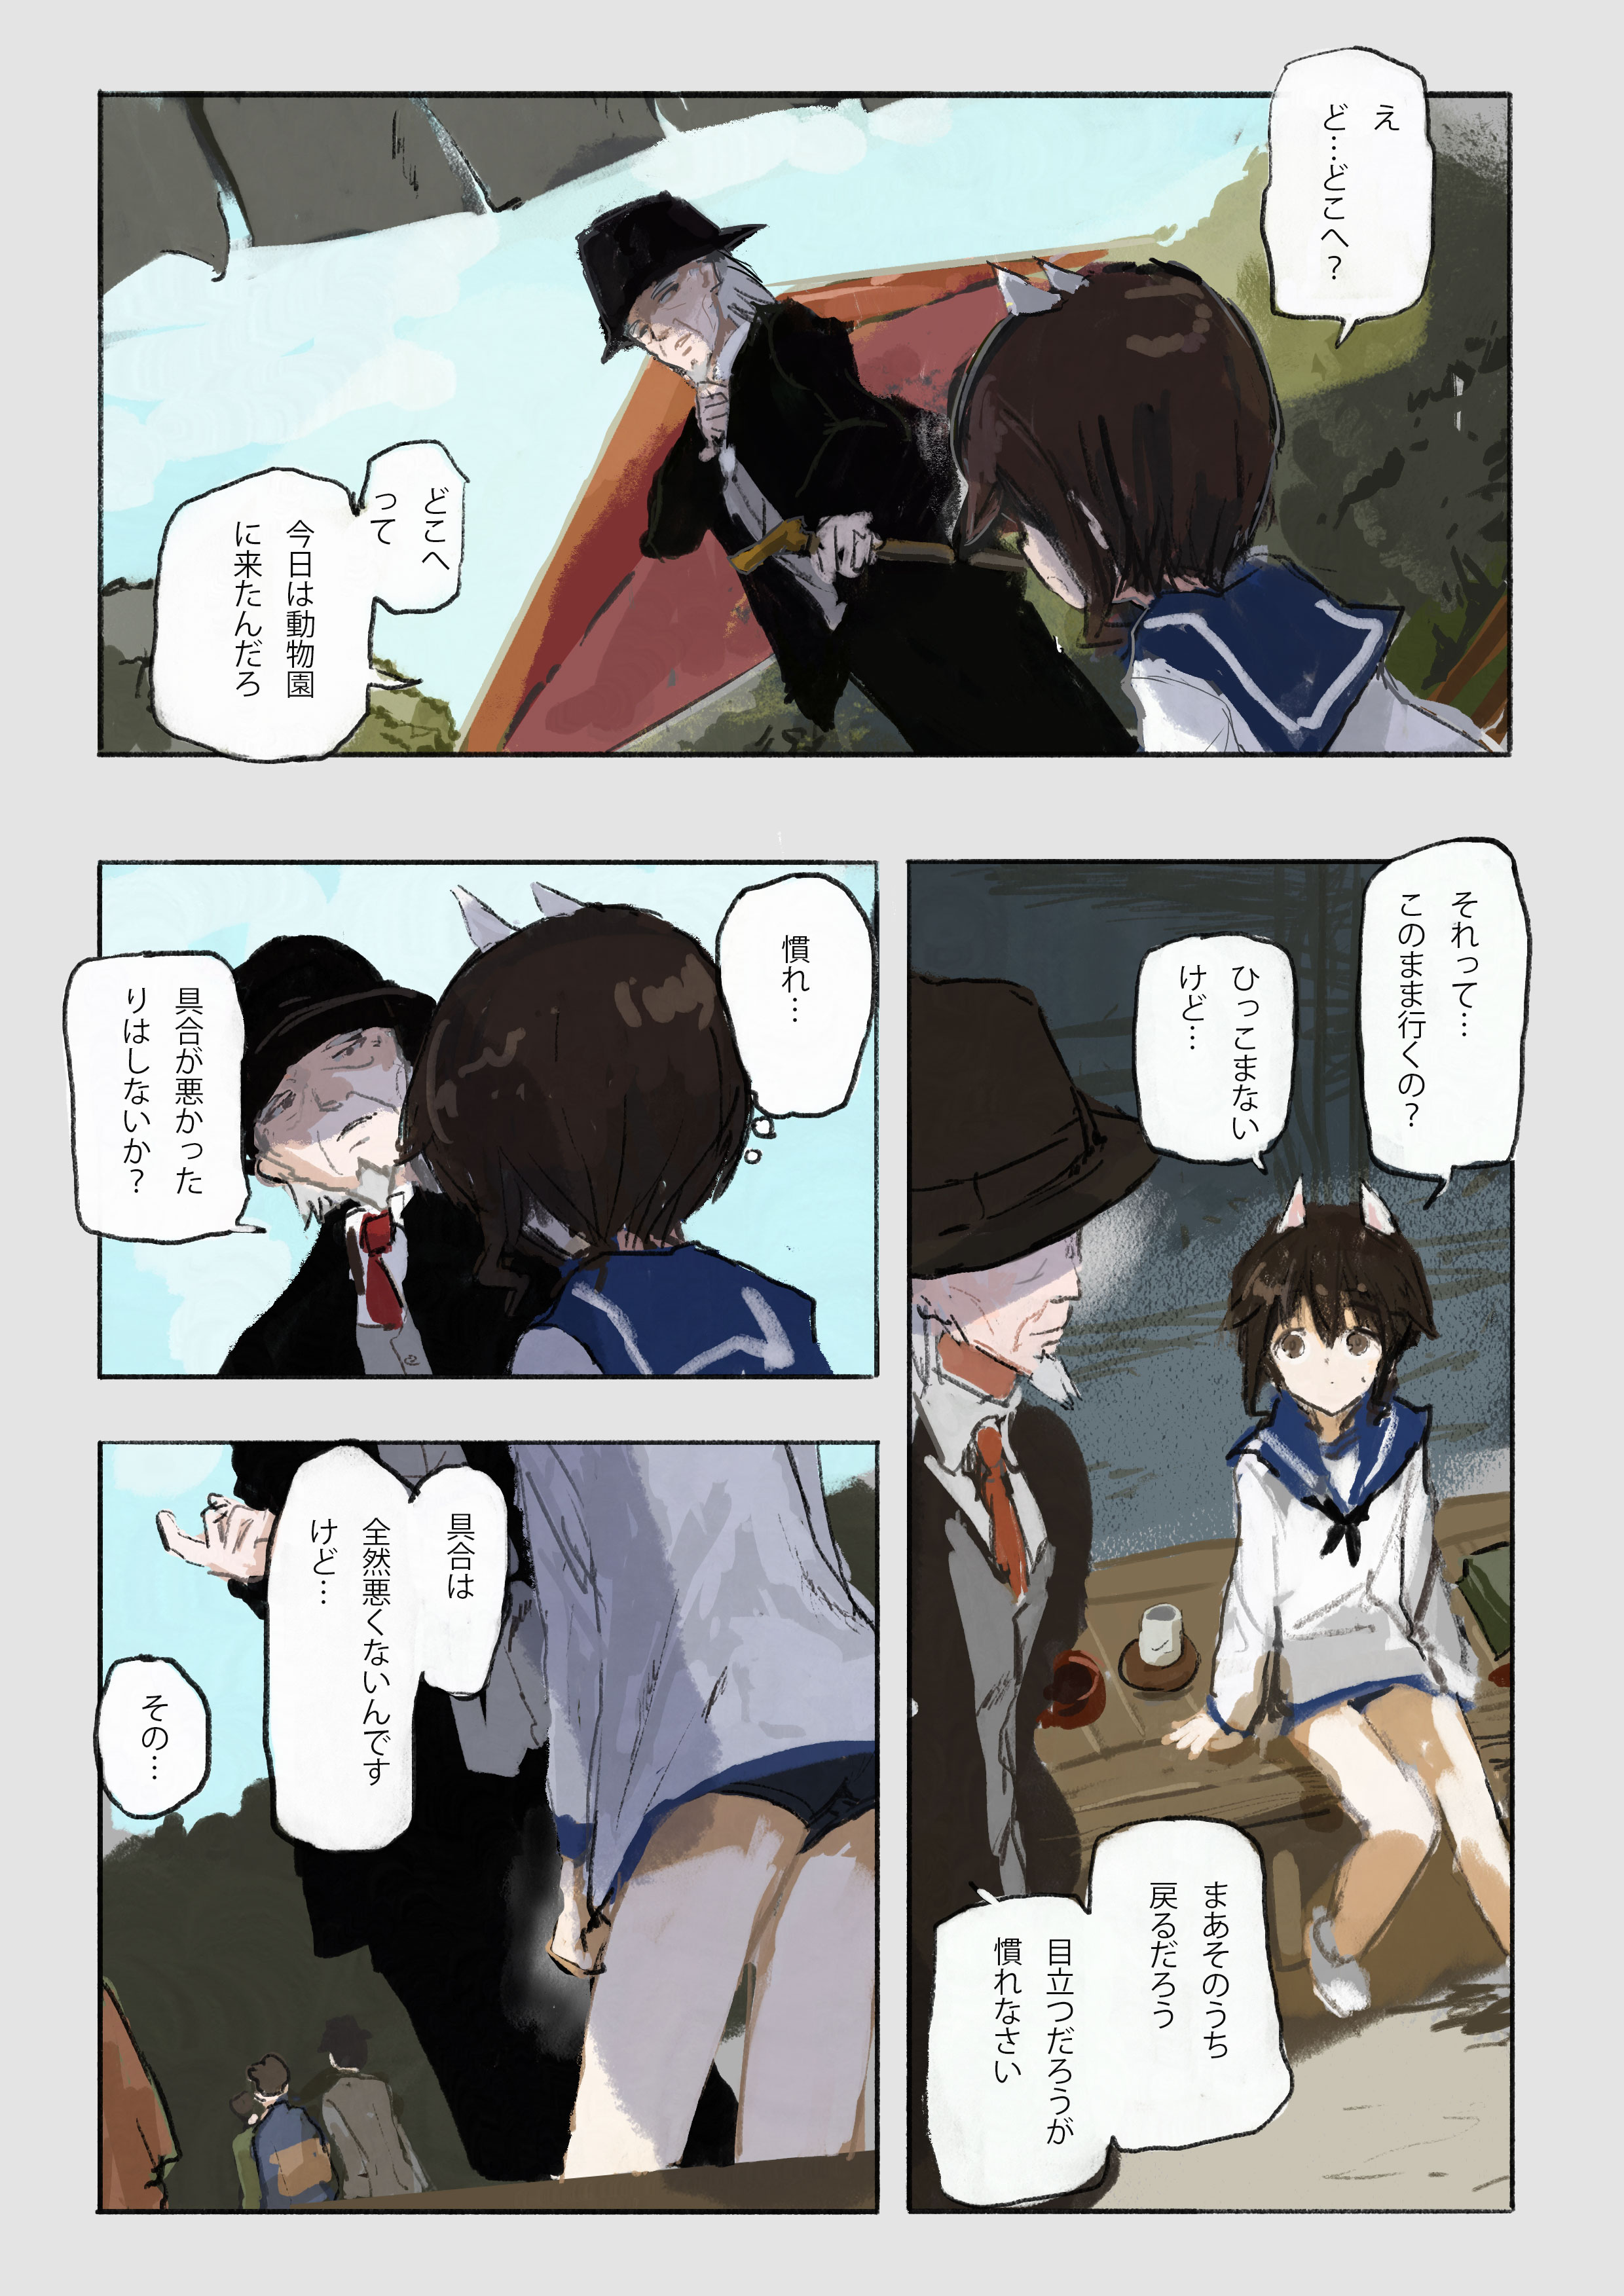 え
ど…どこへ？
どこへ
って
今日は動物園
に来たんだろ
それって…
このまま行くの？
ひっこまない
けど…
まあそのうち
戻るだろう
目立つだろうが
慣れなさい
慣れ…
具合が悪かった
りはしないか？
具合は
全然悪くないんです
けど…
その…